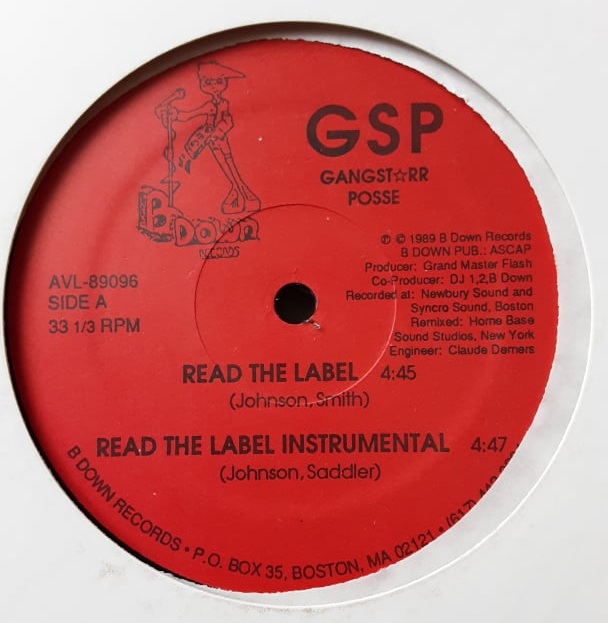 GSP
GANGST☆RR
POSSE
B
DOWN
RECORDS
℗ © 1989 B Down Records
B DOWN PUB.: ASCAP
Producer: Grand Master Flash
Co-Producer: DJ 1,2,B Down
Recorded at: Newbury Sound and
Syncro Sound, Boston
Remixed: Home Base
Sound Studios, New York
Engineer: Claude Demers
AVL-89096
SIDE A
33 1/3 RPM
READ THE LABEL 4:45
(Johnson, Smith)
READ THE LABEL INSTRUMENTAL 4:47
(Johnson, Saddler)
B DOWN RECORDS • P.O. BOX 35, BOSTON, MA 02121 • (617)